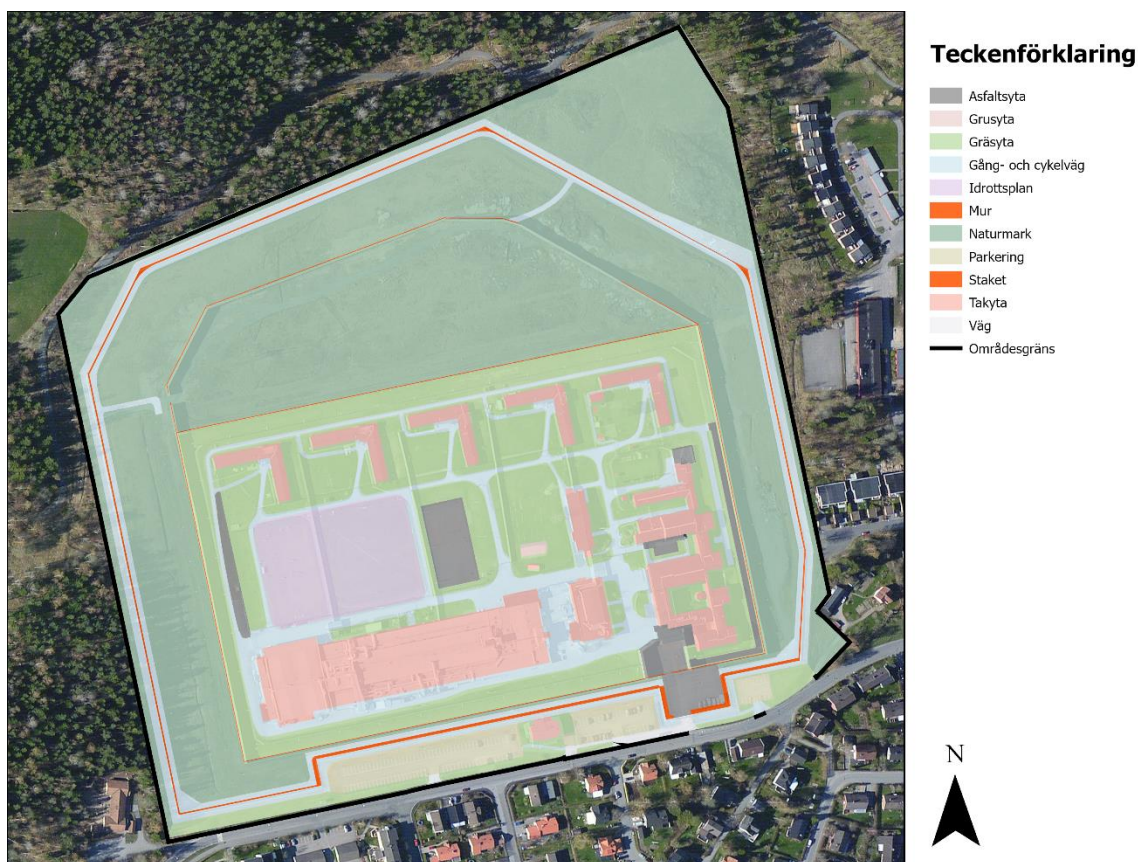 Teckenförklaring
Asfaltsyta
Grusyta
Gräsyta
Gång- och cykelväg
Idrottsplan
Mur
Naturmark
Parkering
Staket
Takyta
Väg
Områdesgräns
N